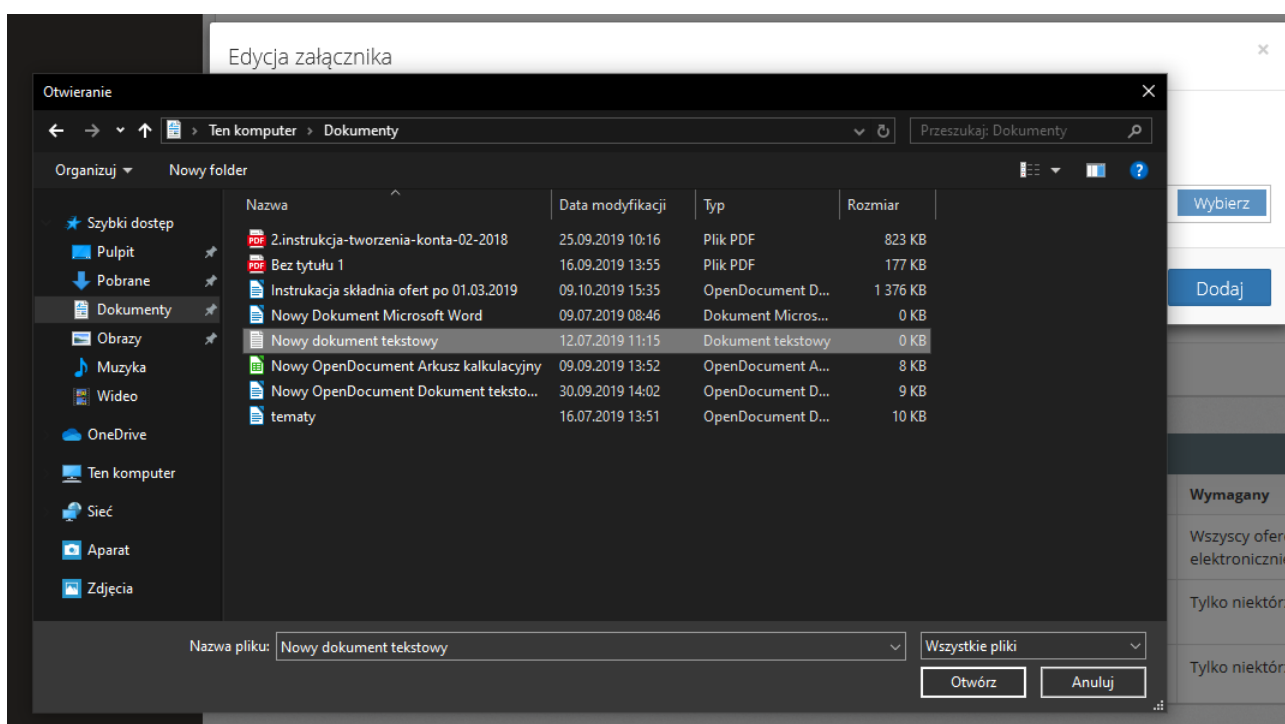 Edycja załącznika
×
Otwieranie
Ten komputer > Dokumenty
Przeszukaj: Dokumenty
Organizuj
Nowy folder
Nazwa Data modyfikacji Typ Rozmiar
2.instrukcja-tworzenia-konta-02-2018 25.09.2019 10:16 Plik PDF 823 KB
Bez tytułu 1 16.09.2019 13:55 Plik PDF 177 KB
Instrukacja składnia ofert po 01.03.2019 09.10.2019 15:35 OpenDocument D... 1 376 KB
Nowy Dokument Microsoft Word 09.07.2019 08:46 Dokument Micros... 0 KB
Nowy dokument tekstowy 12.07.2019 11:15 Dokument tekstowy 0 KB
Nowy OpenDocument Arkusz kalkulacyjny 09.09.2019 13:52 OpenDocument A... 8 KB
Nowy OpenDocument Dokument teksto... 30.09.2019 14:02 OpenDocument D... 9 KB
tematy 16.07.2019 13:51 OpenDocument D... 10 KB
Szybki dostęp
Pulpit
Pobrane
Dokumenty
Obrazy
Muzyka
Wideo
OneDrive
Ten komputer
Sieć
Aparat
Zdjęcia
Nazwa pliku: Nowy dokument tekstowy
Wszystkie pliki
Otwórz
Anuluj
Wybierz
Dodaj
Wymagany
Wszyscy ofer
elektroniczni
Tylko niektór
Tylko niektór